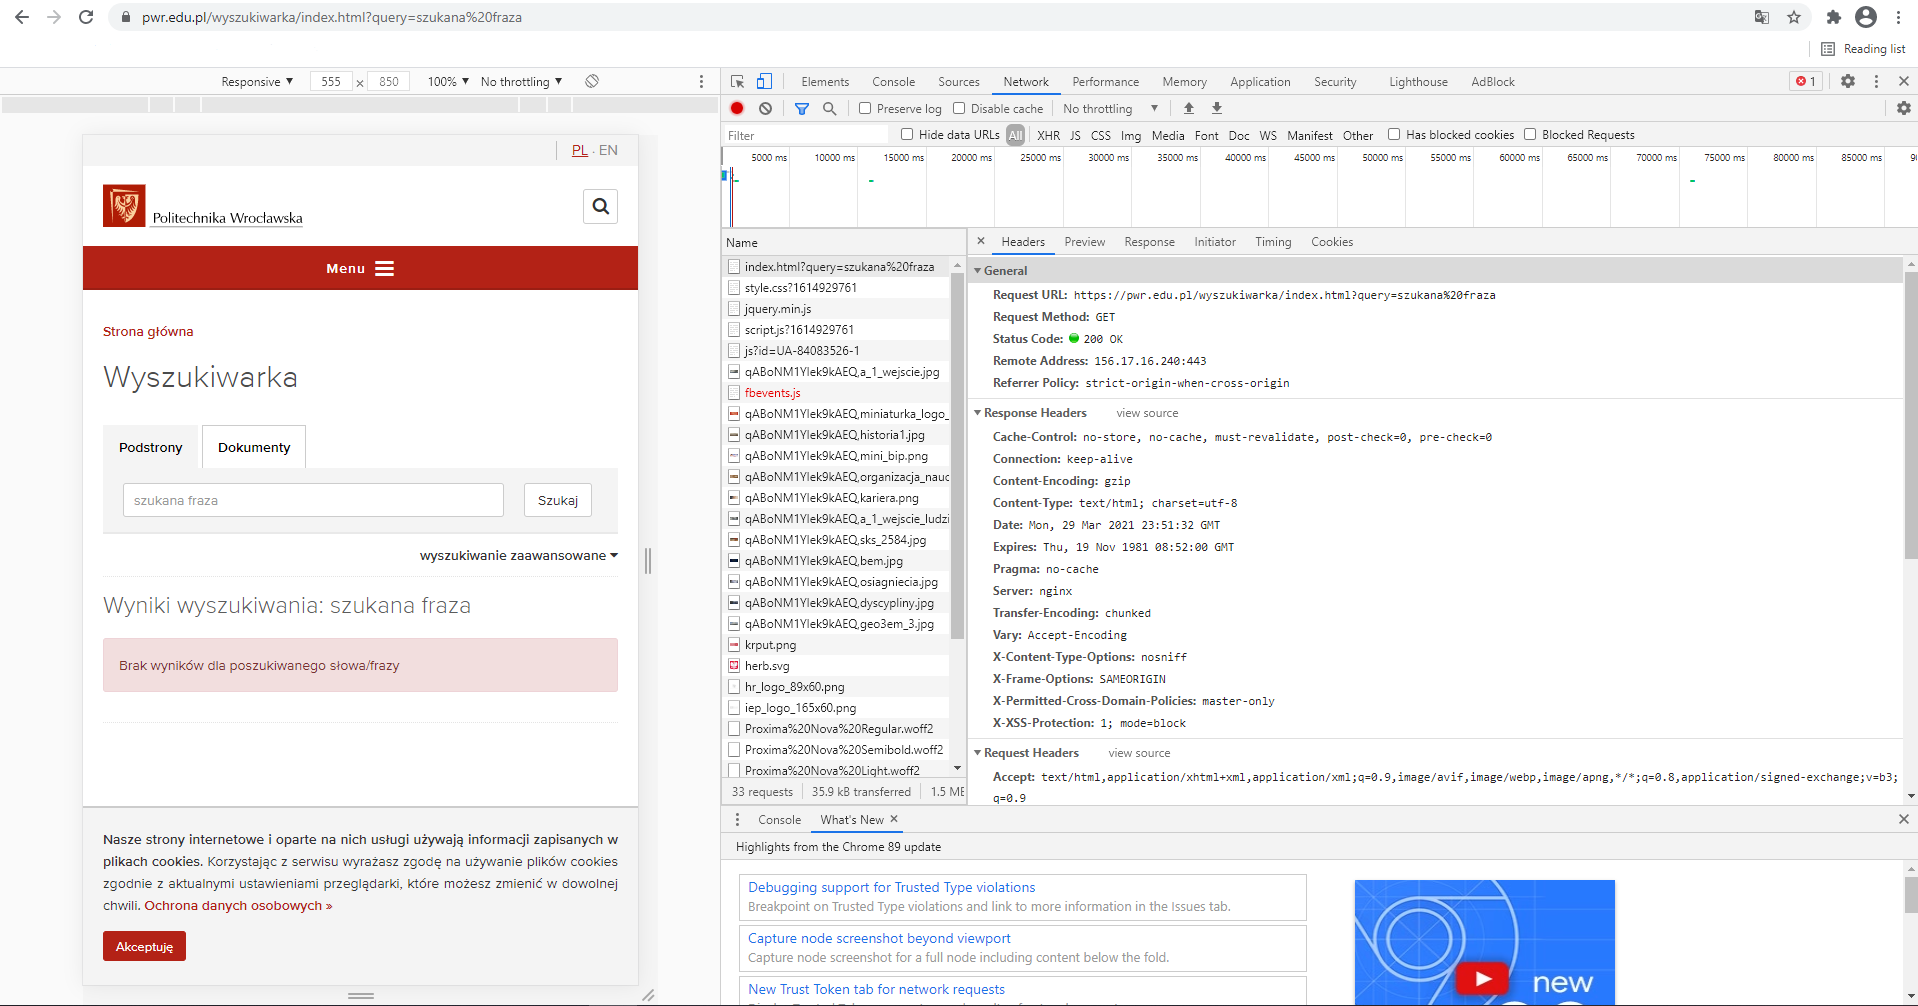 pwr.edu.pl/wyszukiwarka/index.html?query=szukana%20fraza
Reading list
Responsive ▼ 555 × 850 100% ▼ No throttling ▼
Elements Console Sources Network Performance Memory Application Security Lighthouse AdBlock 1
Preserve log Disable cache No throttling ▼
Filter Hide data URLs All XHR JS CSS Img Media Font Doc WS Manifest Other Has blocked cookies Blocked Requests
5000 ms 10000 ms 15000 ms 20000 ms 25000 ms 30000 ms 35000 ms 40000 ms 45000 ms 50000 ms 55000 ms 60000 ms 65000 ms 70000 ms 75000 ms 80000 ms 85000 ms
PL . EN
Politechnika Wrocławska
Menu
Strona główna
Wyszukiwarka
Podstrony Dokumenty
szukana fraza Szukaj
wyszukiwanie zaawansowane
Wyniki wyszukiwania: szukana fraza
Brak wyników dla poszukiwanego słowa/frazy
Nasze strony internetowe i oparte na nich usługi używają informacji zapisanych w
plikach cookies. Korzystając z serwisu wyrażasz zgodę na używanie plików cookies
zgodnie z aktualnymi ustawieniami przeglądarki, które możesz zmienić w dowolnej
chwili. Ochrona danych osobowych »
Akceptuję
Name
index.html?query=szukana%20fraza
style.css?1614929761
jquery.min.js
script.js?1614929761
js?id=UA-84083526-1
qABoNM1Ylek9kAEQ,a_1_wejscie.jpg
fbevents.js
qABoNM1Ylek9kAEQ,miniaturka_logo_
qABoNM1Ylek9kAEQ,historia1.jpg
qABoNM1Ylek9kAEQ,mini_bip.png
qABoNM1Ylek9kAEQ,organizacja_nauc
qABoNM1Ylek9kAEQ,kariera.png
qABoNM1Ylek9kAEQ,a_1_wejscie_ludzi
qABoNM1Ylek9kAEQ,sks_2584.jpg
qABoNM1Ylek9kAEQ,bem.jpg
qABoNM1Ylek9kAEQ,osiagniecia.jpg
qABoNM1Ylek9kAEQ,dyscypliny.jpg
qABoNM1Ylek9kAEQ,geo3em_3.jpg
krput.png
herb.svg
hr_logo_89x60.png
iep_logo_165x60.png
Proxima%20Nova%20Regular.woff2
Proxima%20Nova%20Semibold.woff2
Proxima%20Nova%20Light.woff2
33 requests 35.9 kB transferred 1.5 ME
Headers Preview Response Initiator Timing Cookies
General
Request URL: https://pwr.edu.pl/wyszukiwarka/index.html?query=szukana%20fraza
Request Method: GET
Status Code: 200 OK
Remote Address: 156.17.16.240:443
Referrer Policy: strict-origin-when-cross-origin
Response Headers view source
Cache-Control: no-store, no-cache, must-revalidate, post-check=0, pre-check=0
Connection: keep-alive
Content-Encoding: gzip
Content-Type: text/html; charset=utf-8
Date: Mon, 29 Mar 2021 23:51:32 GMT
Expires: Thu, 19 Nov 1981 08:52:00 GMT
Pragma: no-cache
Server: nginx
Transfer-Encoding: chunked
Vary: Accept-Encoding
X-Content-Type-Options: nosniff
X-Frame-Options: SAMEORIGIN
X-Permitted-Cross-Domain-Policies: master-only
X-XSS-Protection: 1; mode=block
Request Headers view source
Accept: text/html,application/xhtml+xml,application/xml;q=0.9,image/avif,image/webp,image/apng,*/*;q=0.8,application/signed-exchange;v=b3;
q=0.9
Console What's New
Highlights from the Chrome 89 update
Debugging support for Trusted Type violations
Breakpoint on Trusted Type violations and link to more information in the Issues tab.
Capture node screenshot beyond viewport
Capture node screenshot for a full node including content below the fold.
New Trust Token tab for network requests
new